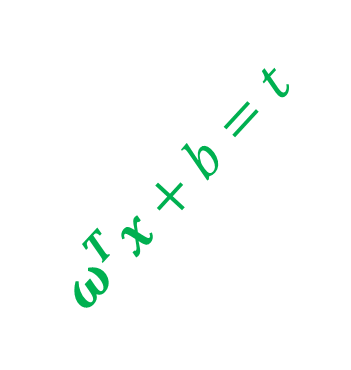 𝝎ᵀ𝒙 + b = t